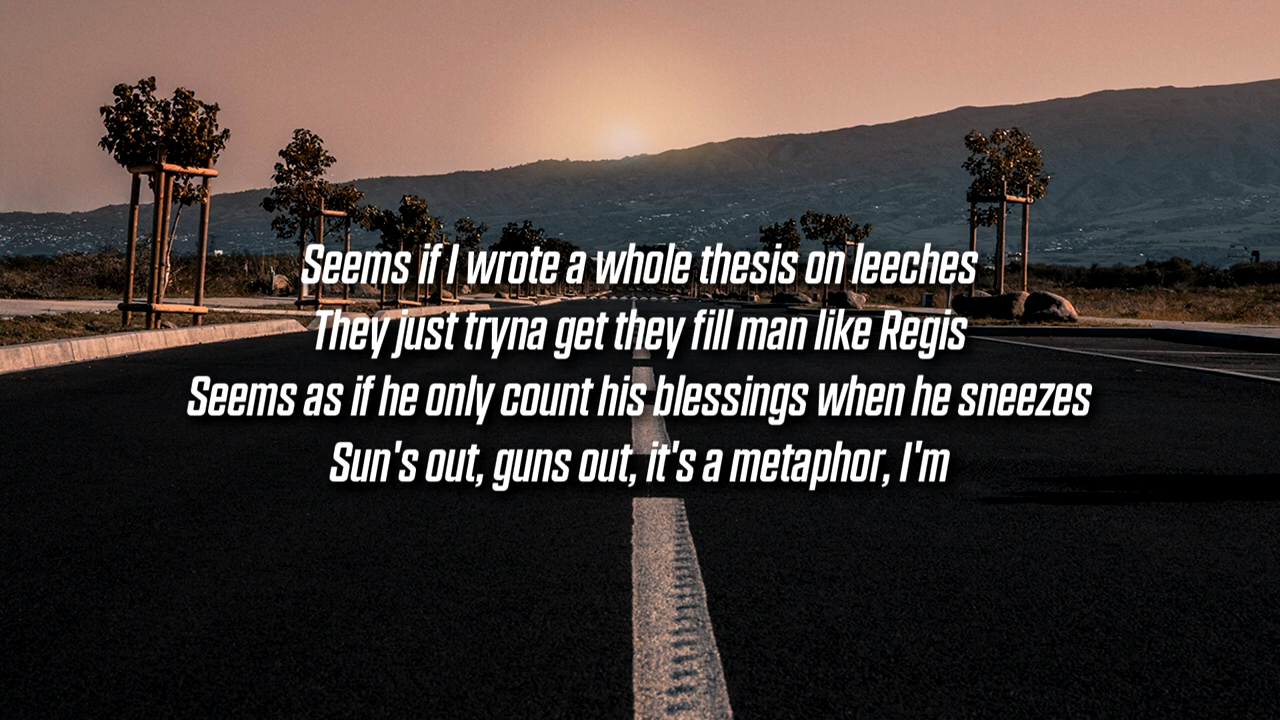 Seems if I wrote a whole thesis on leeches
They just tryna get they fill man like Regis
Seems as if he only count his blessings when he sneezes
Sun's out, guns out, it's a metaphor, I'm